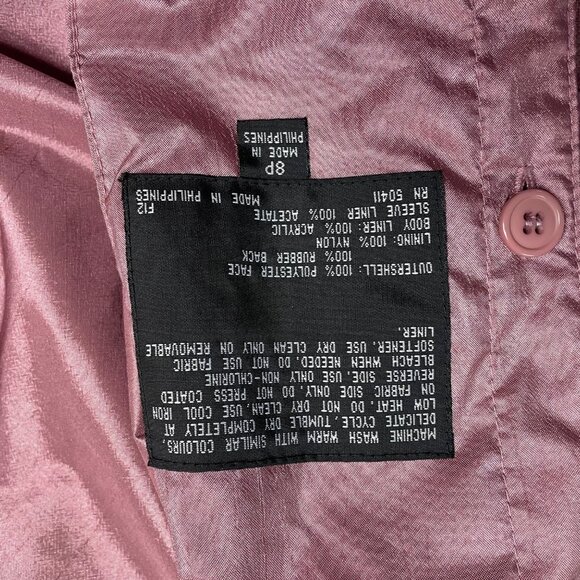 MACHINE WASH WARM WITH SIMILAR COLOURS,
DELICATE CYCLE. TUMBLE DRY COMPLETELY AT
LOW HEAT. DO NOT DRY CLEAN. USE COOL IRON
ON FABRIC SIDE ONLY. DO NOT PRESS COATED
REVERSE SIDE. USE ONLY NON-CHLORINE
BLEACH WHEN NEEDED. DO NOT USE FABRIC
SOFTENER. USE DRY CLEAN ONLY ON REMOVABLE
LINER.
OUTERSHELL: 100% POLYESTER FACE
100% RUBBER BACK
LINING: 100% NYLON
BODY LINER: 100% ACRYLIC
SLEEVE LINER 100% ACETATE
RN 50411 MADE IN PHILIPPINES F12
8P
MADE IN
PHILIPPINES